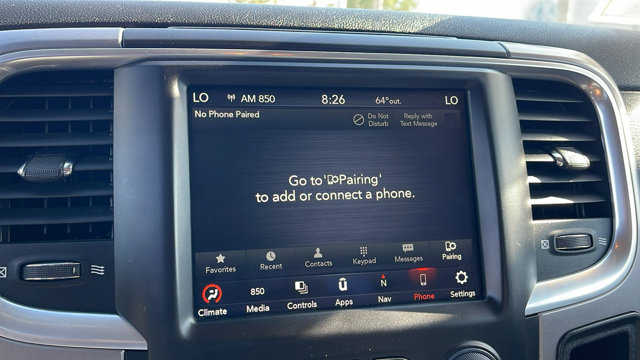 LO AM 850 8:26 64° out. LO
No Phone Paired
Do Not Disturb
Reply with Text Message
Go to 'Pairing'
to add or connect a phone.
Favorites Recent Contacts Keypad Messages Pairing
850 N
Climate Media Controls Apps Nav Phone Settings